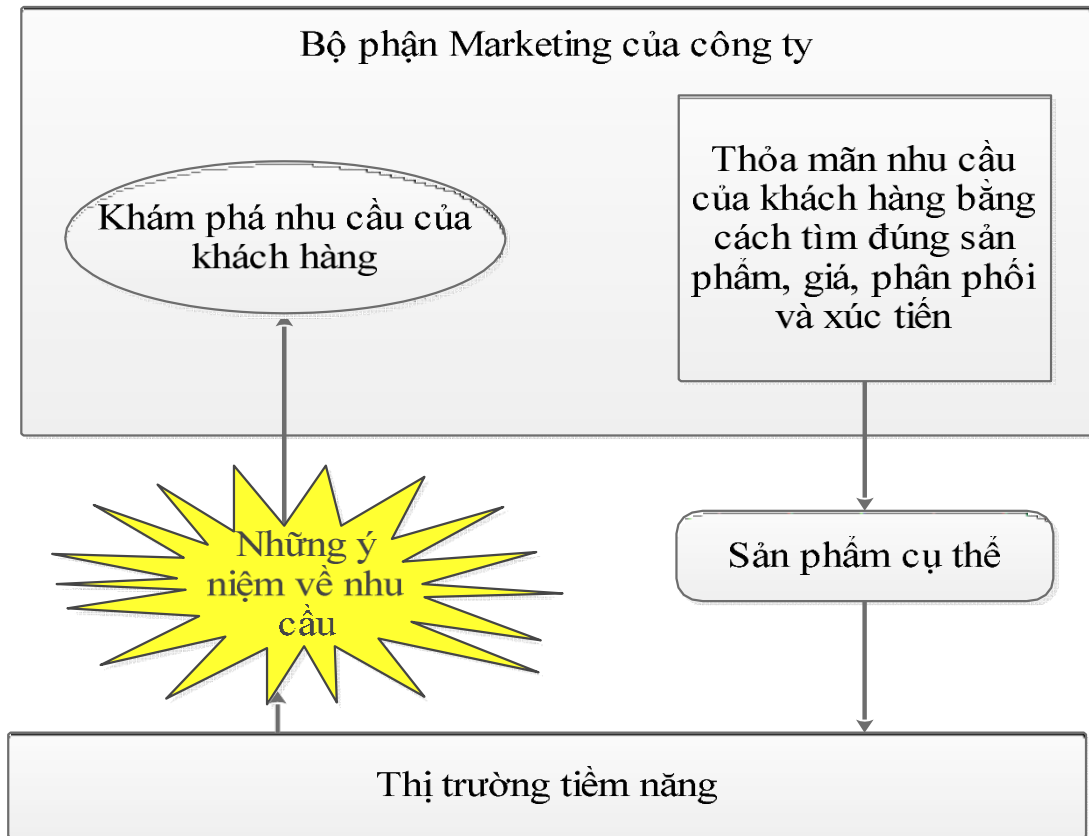 Bộ phận Marketing của công ty
Khám phá nhu cầu của
khách hàng
Thỏa mãn nhu cầu
của khách hàng bằng
cách tìm đúng sản
phẩm, giá, phân phối
và xúc tiến
Những ý
niệm về nhu
cầu
Sản phẩm cụ thể
Thị trường tiềm năng